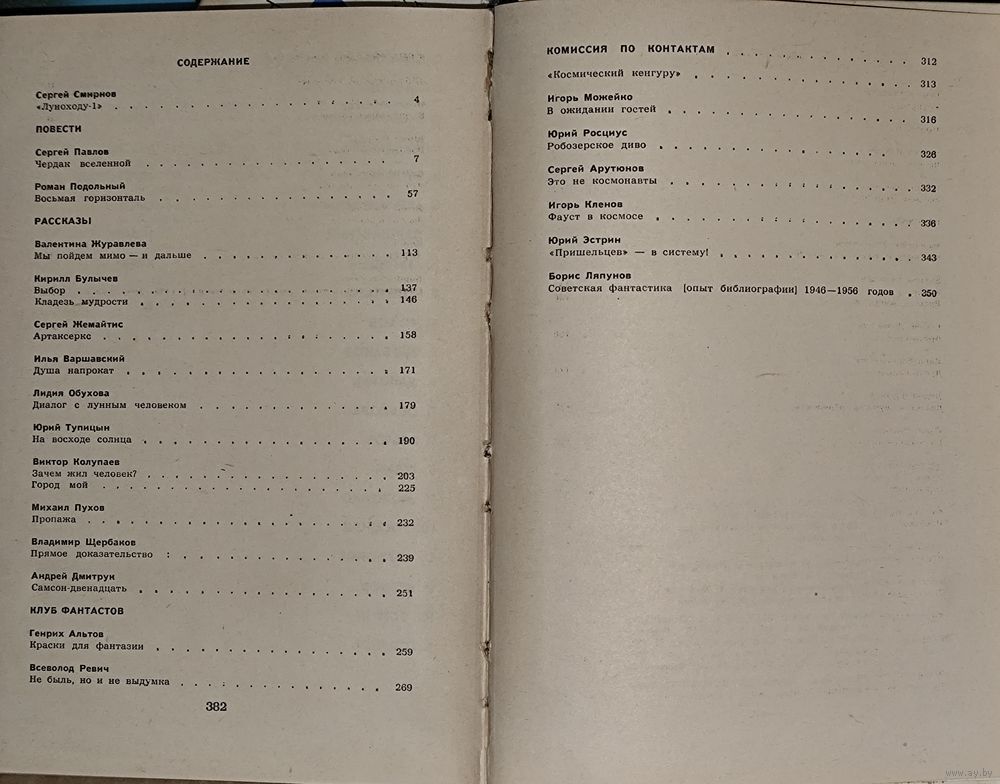 СОДЕРЖАНИЕ
Сергей Смирнов
«Луноходу-1» . . . . . . . . . . . . . . . 4
ПОВЕСТИ
Сергей Павлов
Чердак вселенной . . . . . . . . . . . . . 7
Роман Подольный
Восьмая горизонталь . . . . . . . . . . . . 57
РАССКАЗЫ
Валентина Журавлева
Мы пойдем мимо — и дальше . . . . . . . . . . 113
Кирилл Булычев
Выбор . . . . . . . . . . . . . . . . . 137
Кладезь мудрости . . . . . . . . . . . . . 146
Сергей Жемайтис
Артаксеркс . . . . . . . . . . . . . . . 158
Илья Варшавский
Душа напрокат . . . . . . . . . . . . . . 171
Лидия Обухова
Диалог с лунным человеком . . . . . . . . . . 179
Юрий Тупицын
На восходе солнца . . . . . . . . . . . . . 190
Виктор Колупаев
Зачем жил человек? . . . . . . . . . . . . . 203
Город мой . . . . . . . . . . . . . . . 225
Михаил Пухов
Пропажа . . . . . . . . . . . . . . . . 232
Владимир Щербаков
Прямое доказательство : . . . . . . . . . . . 239
Андрей Дмитрук
Самсон-двенадцать . . . . . . . . . . . . . 251
КЛУБ ФАНТАСТОВ
Генрих Альтов
Краски для фантазии . . . . . . . . . . . . 259
Всеволод Ревич
Не быль, но и не выдумка . . . . . . . . . . . 269
382
КОМИССИЯ ПО КОНТАКТАМ . . . . . . . . . . 312
«Космический кенгуру» . . . . . . . . . . . 313
Игорь Можейко
В ожидании гостей . . . . . . . . . . . . . 316
Юрий Росциус
Робозерское диво . . . . . . . . . . . . 326
Сергей Арутюнов
Это не космонавты . . . . . . . . . . . . . 332
Игорь Кленов
Фауст в космосе . . . . . . . . . . . . . . 336
Юрий Эстрин
«Пришельцев» — в систему! . . . . . . . . . . 343
Борис Ляпунов
Советская фантастика [опыт библиографии] 1946—1956 годов . 350
www.ay.by